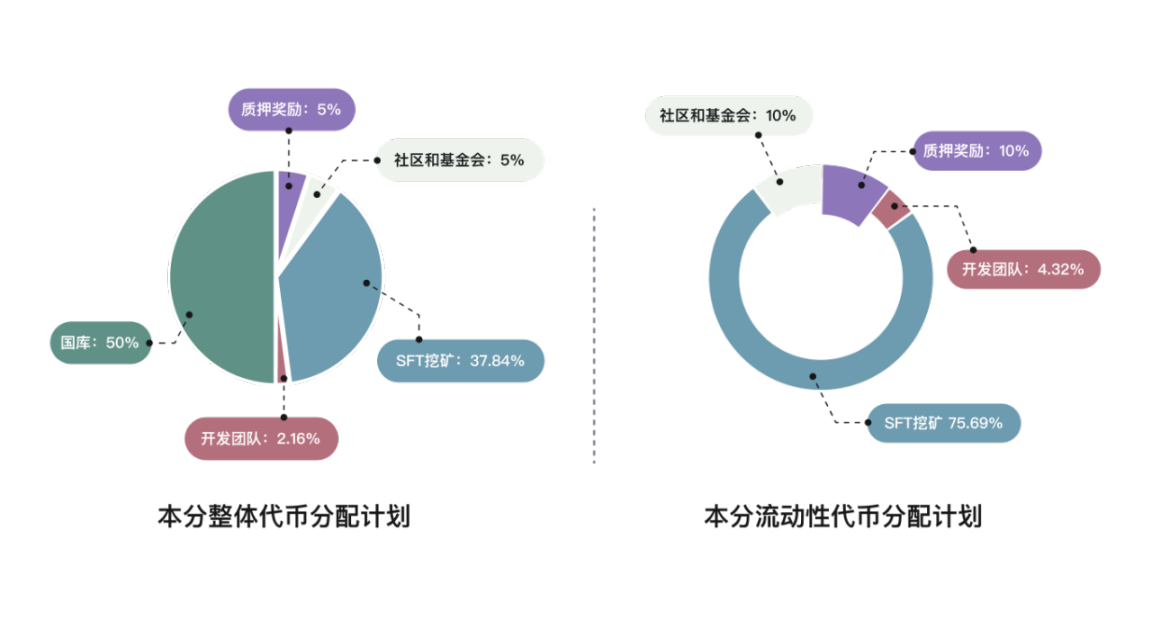 质押奖励：5%
社区和基金会：5%
国库：50%
SFT挖矿：37.84%
开发团队：2.16%
本分整体代币分配计划
社区和基金会：10%
质押奖励：10%
开发团队：4.32%
SFT挖矿 75.69%
本分流动性代币分配计划